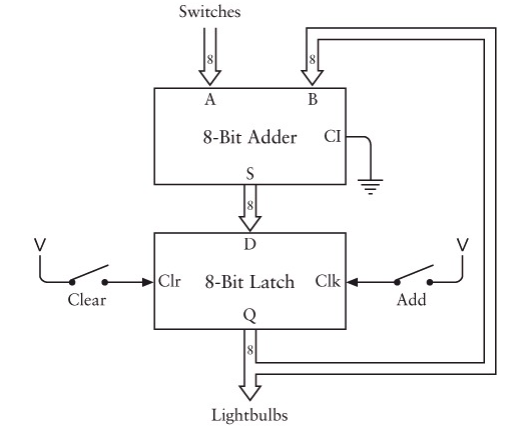 Switches
8 8
A B
8-Bit Adder CI
S
8
V D V
Clr 8-Bit Latch Clk
Clear Add
Q
8
Lightbulbs